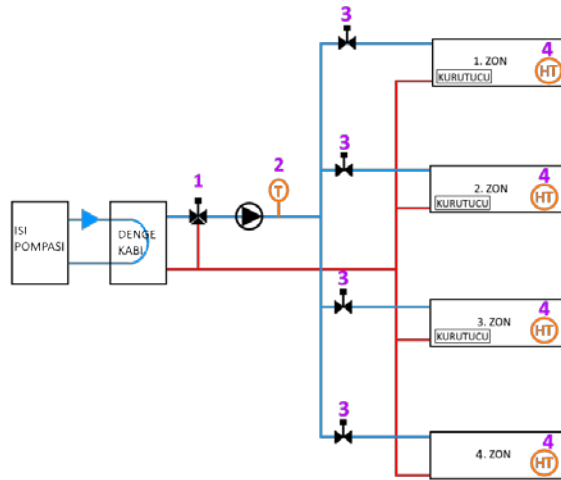 3
4
1. ZON
HT
KURUTUCU
3
4
2. ZON
HT
KURUTUCU
1
2
T
ISI
POMPASI
DENGE
KABI
3
4
3. ZON
HT
KURUTUCU
3
4
4. ZON
HT